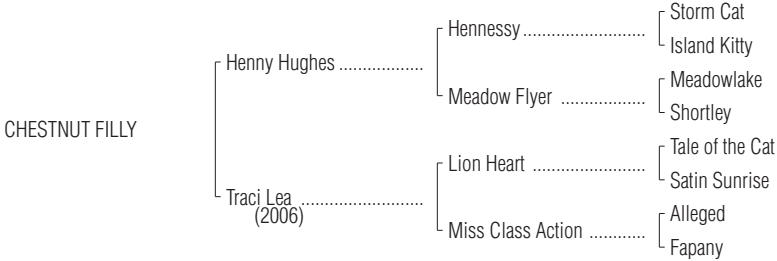 Storm Cat
Hennessy..........................
Island Kitty
Henny Hughes ..................
Meadowlake
Meadow Flyer ..................
Shortley
CHESTNUT FILLY
Tale of the Cat
Lion Heart ........................
Satin Sunrise
Traci Lea ..........................
(2006)
Alleged
Miss Class Action ............
Fapany